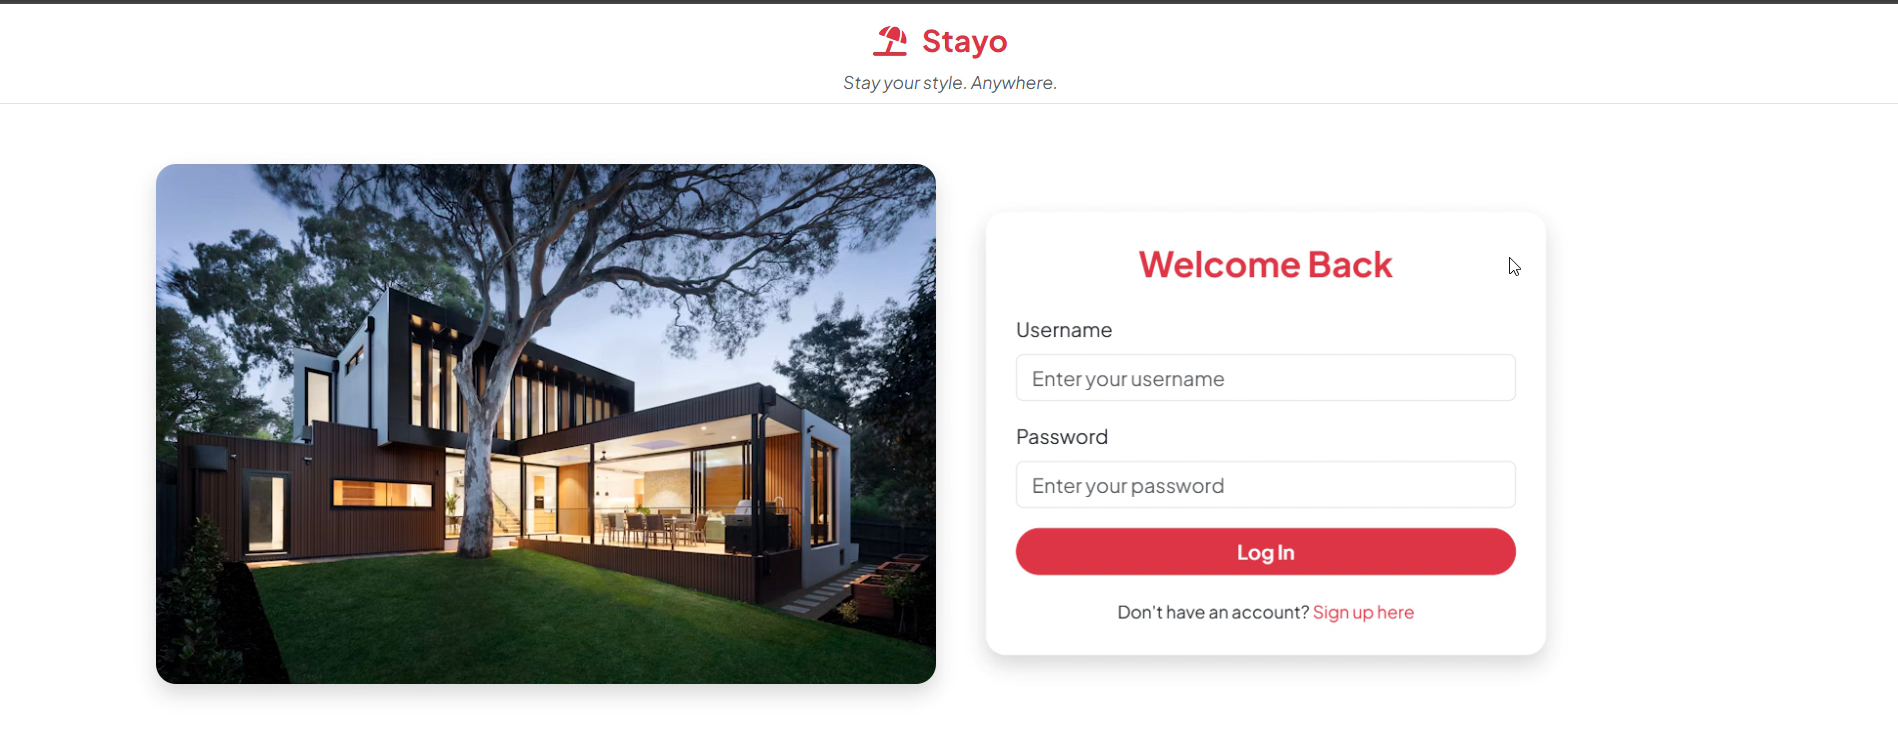 Stayo
Stay your style. Anywhere.
Welcome Back
Username
Enter your username
Password
Enter your password
Log In
Don't have an account? Sign up here